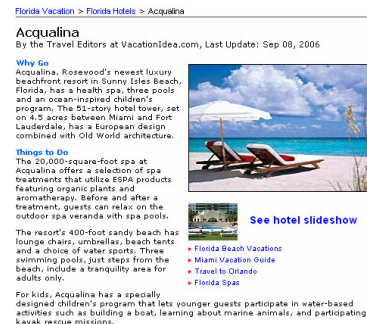 Florida Vacation > Florida Hotels > Acqualina
Acqualina
By the Travel Editors at VacationIdea.com, Last Update: Sep 08, 2006
Why Go
Acqualina, Rosewood's newest luxury
beachfront resort in Sunny Isles Beach,
Florida, has a health spa, three pools
and an ocean-inspired children's
program. The 51-story hotel tower, set
on 4.5 acres between Miami and Fort
Lauderdale, has a European design
combined with Old World architecture.
Things to Do
The 20,000-square-foot spa at
Acqualina offers a selection of spa
treatments that utilize ESPA products
featuring organic plants and
aromatherapy. Before and after a
treatment, guests can relax on the
outdoor spa veranda with spa pools.
The resort's 400-foot sandy beach has
lounge chairs, umbrellas, beach tents
and a choice of water sports. Three
swimming pools, just steps from the
beach, include a tranquility area for
adults only.
See hotel slideshow
Florida Beach Vacations
Miami Vacation Guide
Travel to Orlando
Florida Spas
For kids, Acqualina has a specially
designed children's program that lets younger guests participate in water-based
activities such as building a boat, learning about marine animals, and participating
kayak rescue missions.